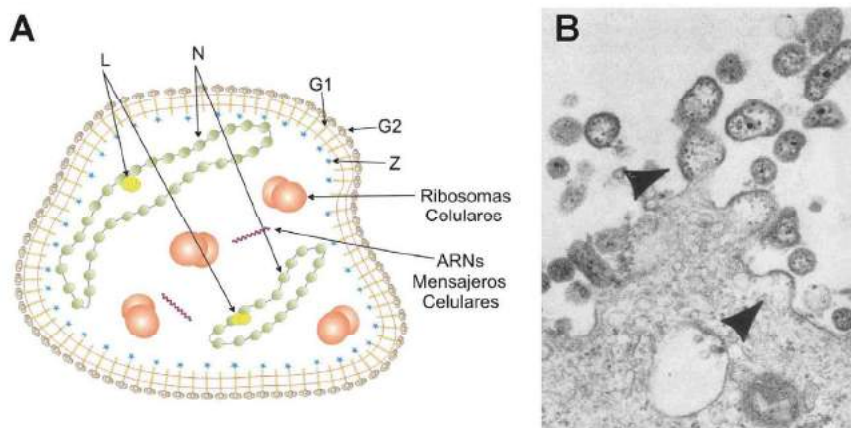 A
L
N
G1
G2
Z
Ribosomas
Celulares
ARNs
Mensajeros
Celulares
B